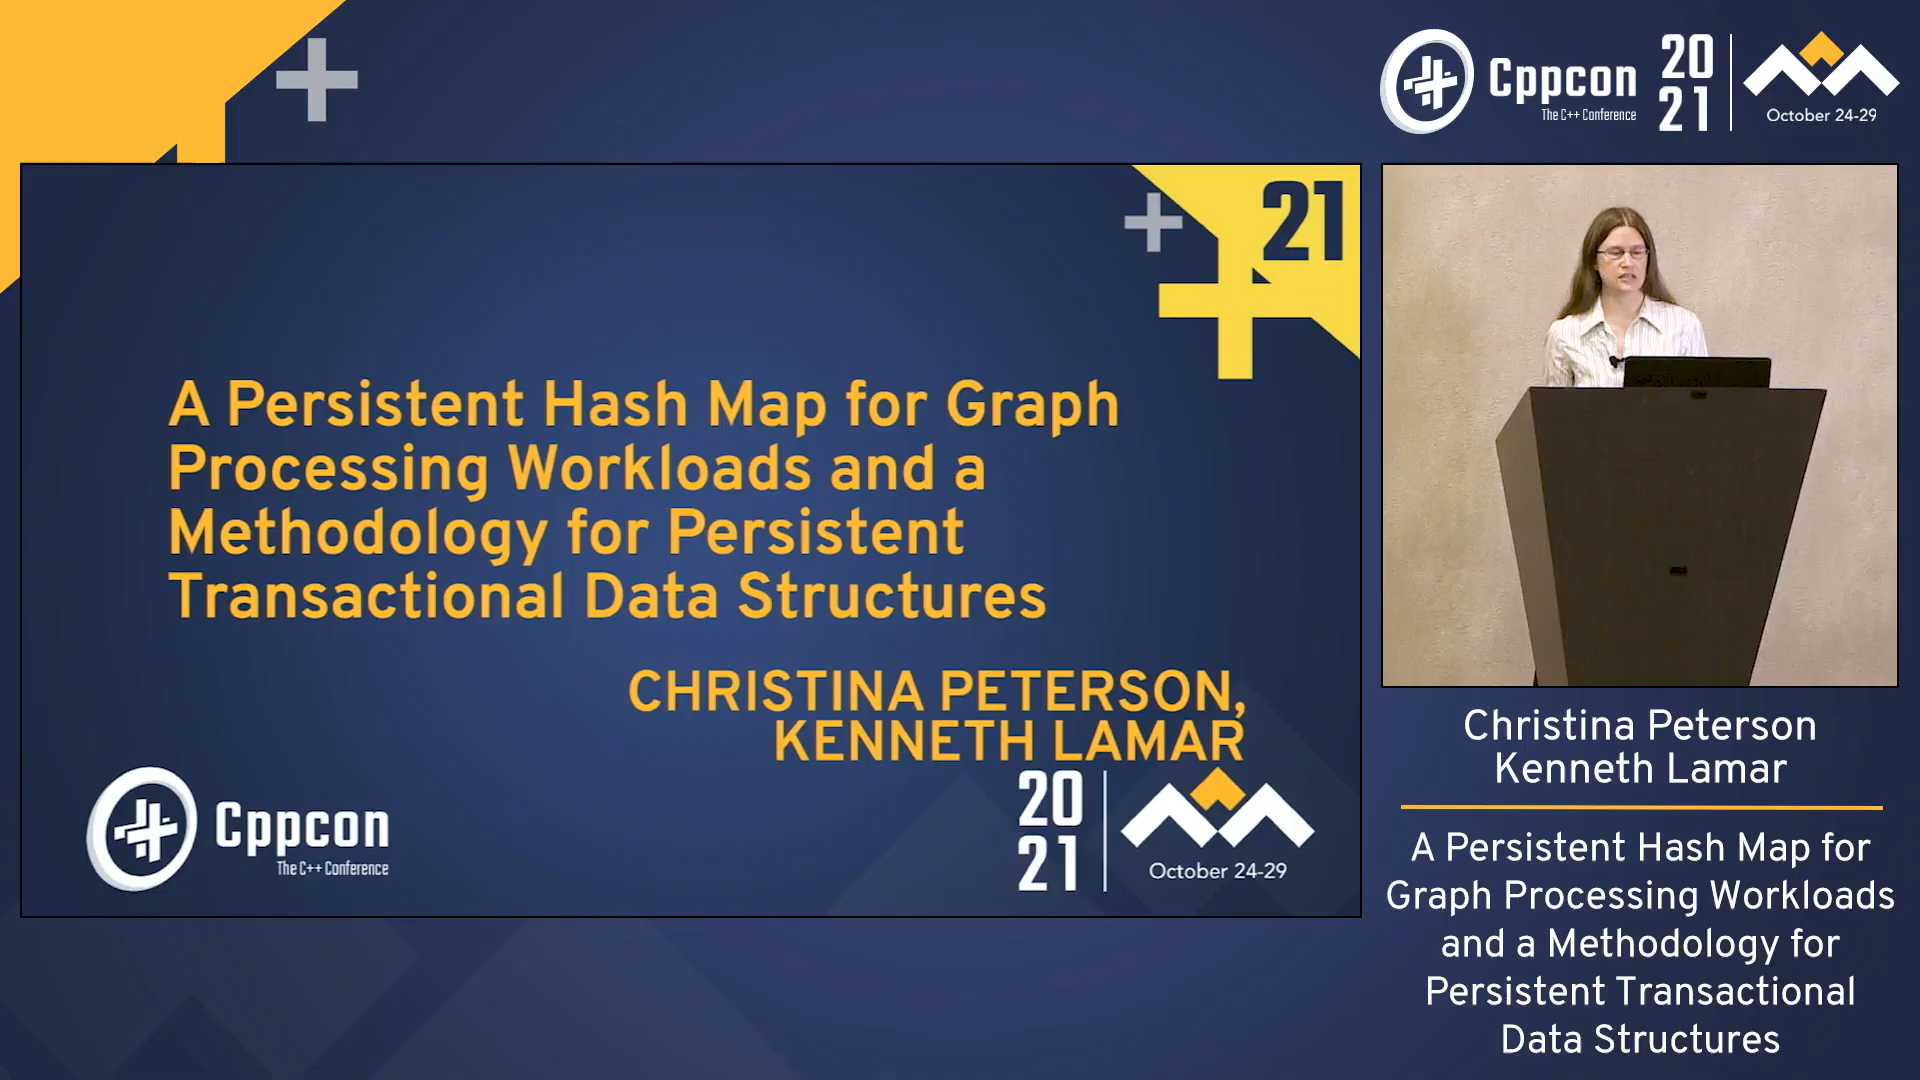 Cppcon
The C++ Conference
20
21
October 24-29
21
A Persistent Hash Map for Graph
Processing Workloads and a
Methodology for Persistent
Transactional Data Structures
CHRISTINA PETERSON,
KENNETH LAMAR
Cppcon
The C++ Conference
20
21
October 24-29
Christina Peterson
Kenneth Lamar
A Persistent Hash Map for
Graph Processing Workloads
and a Methodology for
Persistent Transactional
Data Structures